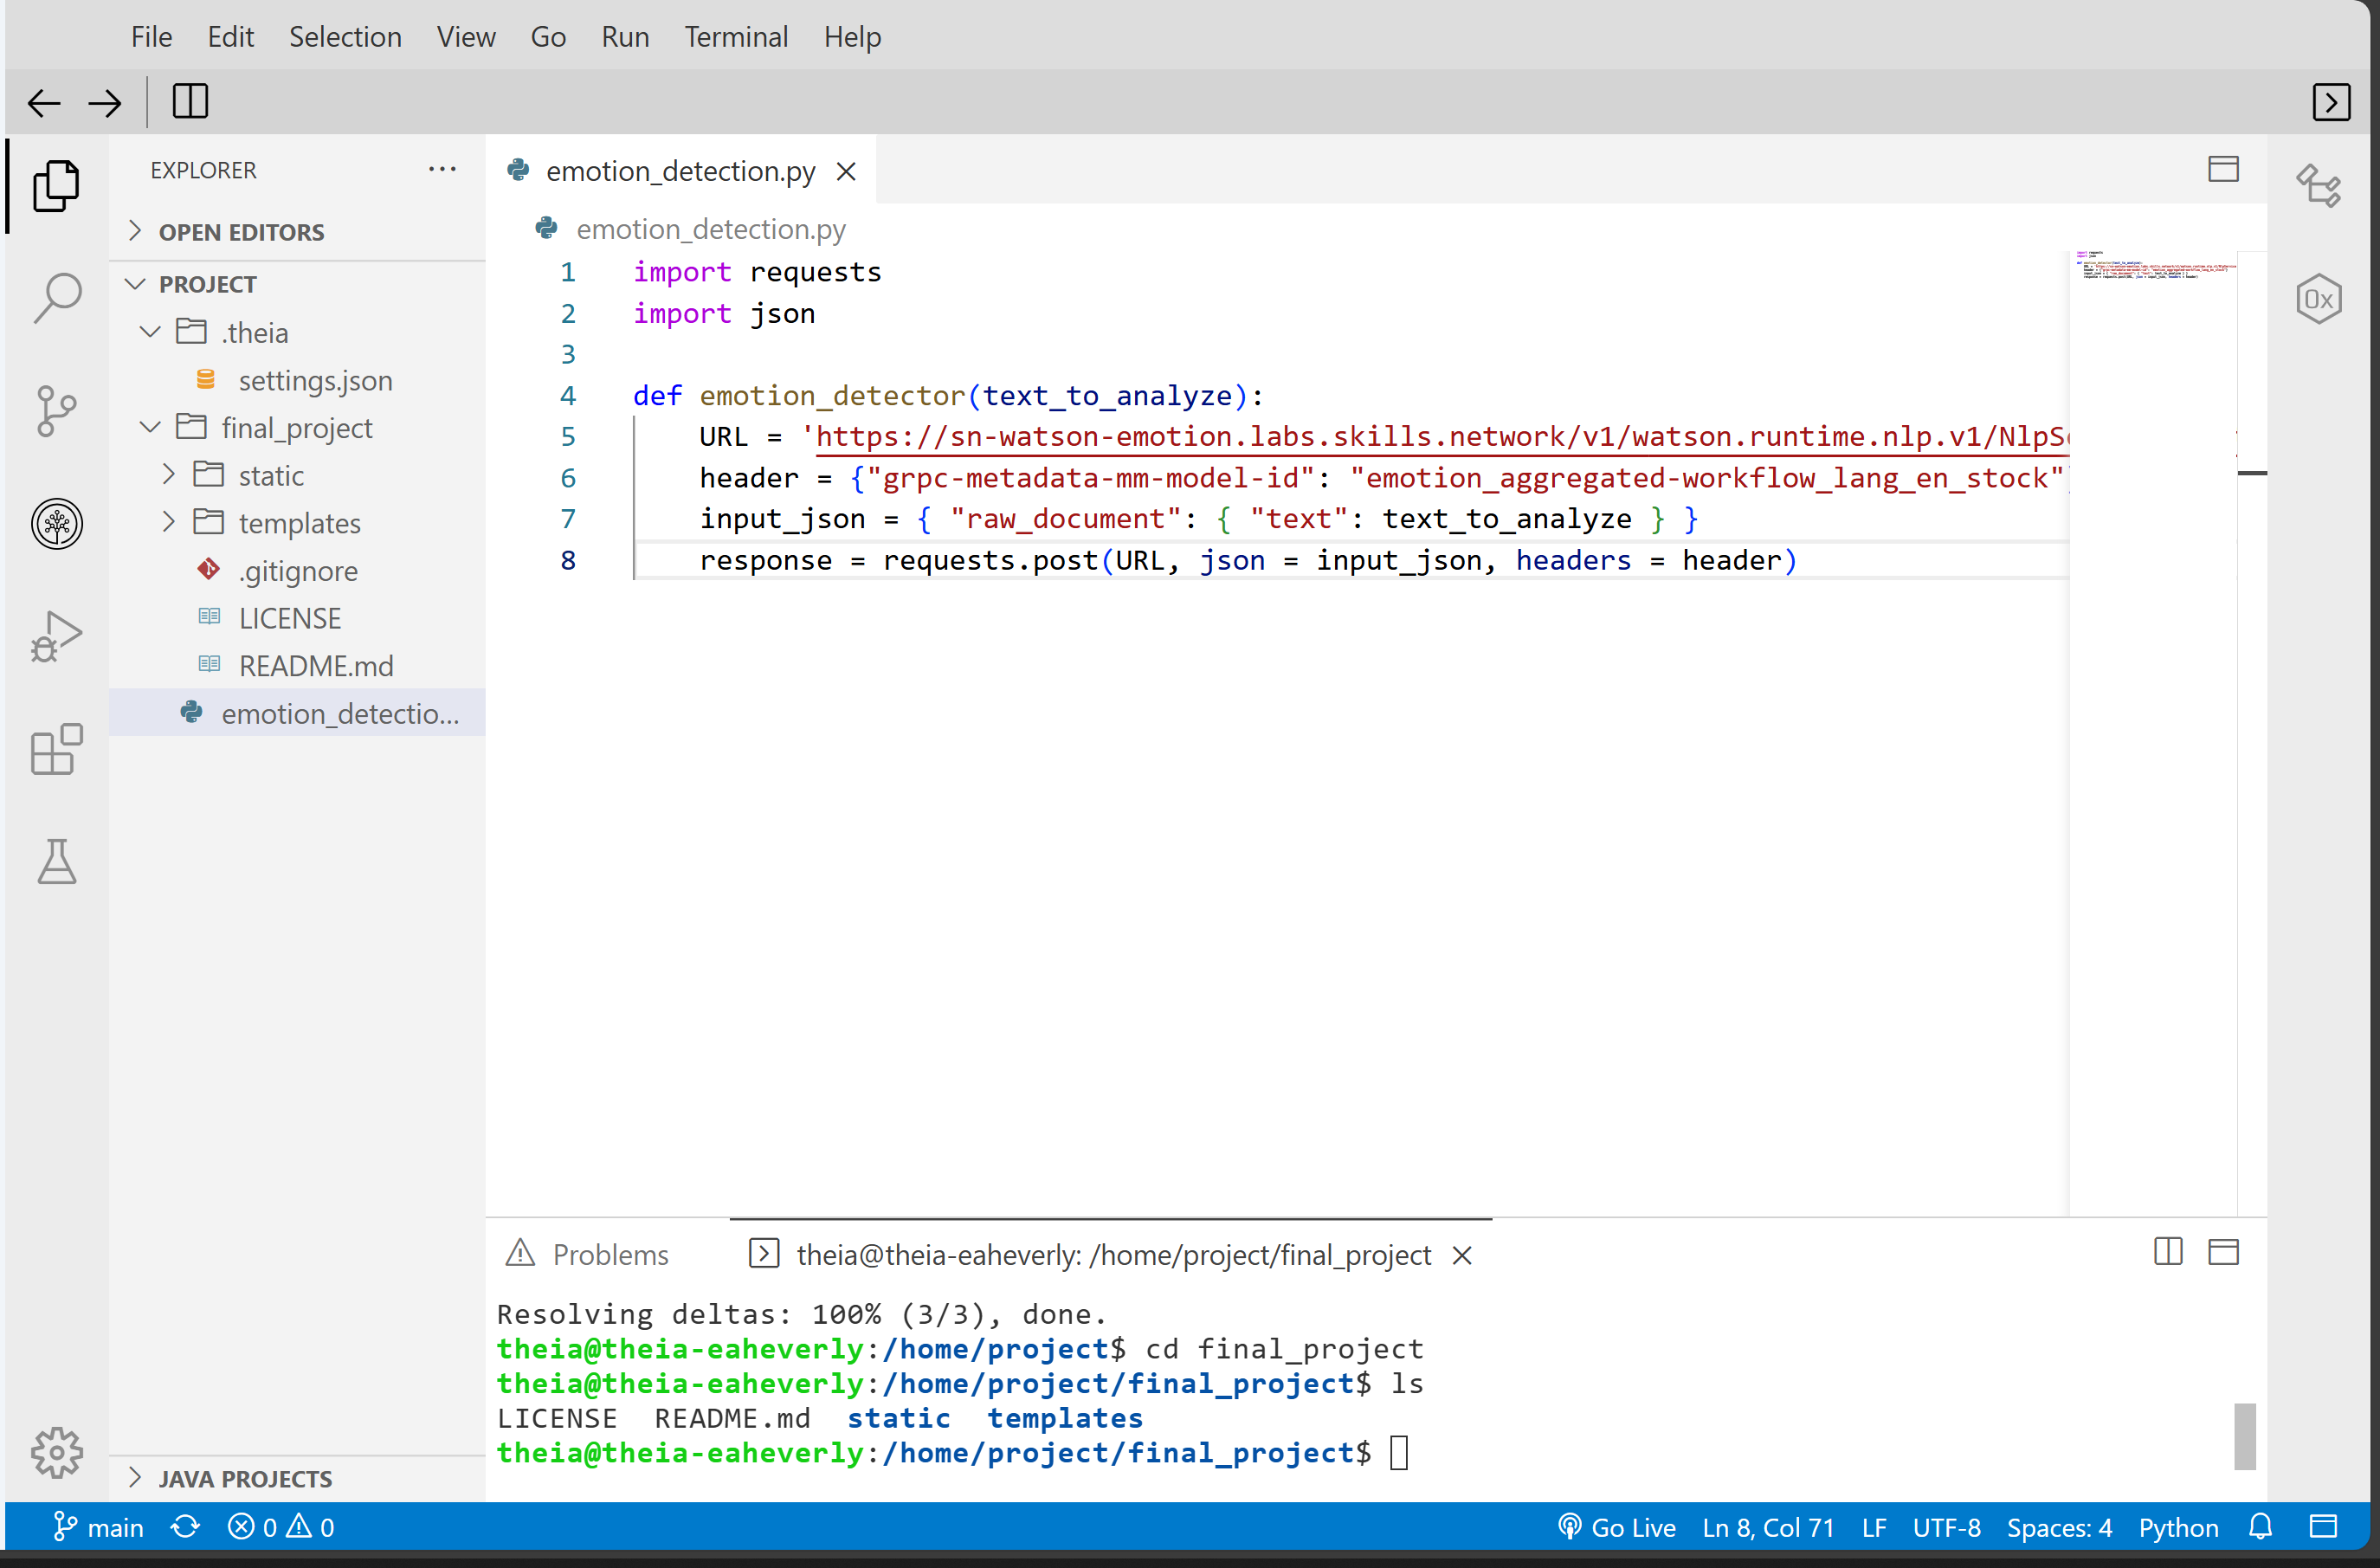 File Edit Selection View Go Run Terminal Help
EXPLORER
OPEN EDITORS
PROJECT
.theia
settings.json
final_project
static
templates
.gitignore
LICENSE
README.md
emotion_detectio...
JAVA PROJECTS
emotion_detection.py
emotion_detection.py
1 import requests
2 import json
3
4 def emotion_detector(text_to_analyze):
5 URL = 'https://sn-watson-emotion.labs.skills.network/v1/watson.runtime.nlp.v1/NlpS
6 header = {"grpc-metadata-mm-model-id": "emotion_aggregated-workflow_lang_en_stock"
7 input_json = { "raw_document": { "text": text_to_analyze } }
8 response = requests.post(URL, json = input_json, headers = header)
0x
Problems
theia@theia-eaheverly: /home/project/final_project
Resolving deltas: 100% (3/3), done.
theia@theia-eaheverly:/home/project$ cd final_project
theia@theia-eaheverly:/home/project/final_project$ ls
LICENSE README.md static templates
theia@theia-eaheverly:/home/project/final_project$
main 0 0 Go Live Ln 8, Col 71 LF UTF-8 Spaces: 4 Python